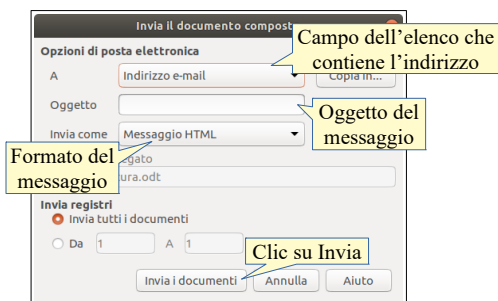 Invia il documento compost
Campo dell'elenco che
contiene l'indirizzo
Opzioni di posta elettronica
A Indirizzo e-mail Copia in...
Oggetto
Oggetto del
messaggio
Invia come Messaggio HTML
Formato del
messaggio
egato
ura.odt
Invia registri
Invia tutti i documenti
Da 1 A 1
Clic su Invia
Invia i documenti Annulla Aiuto